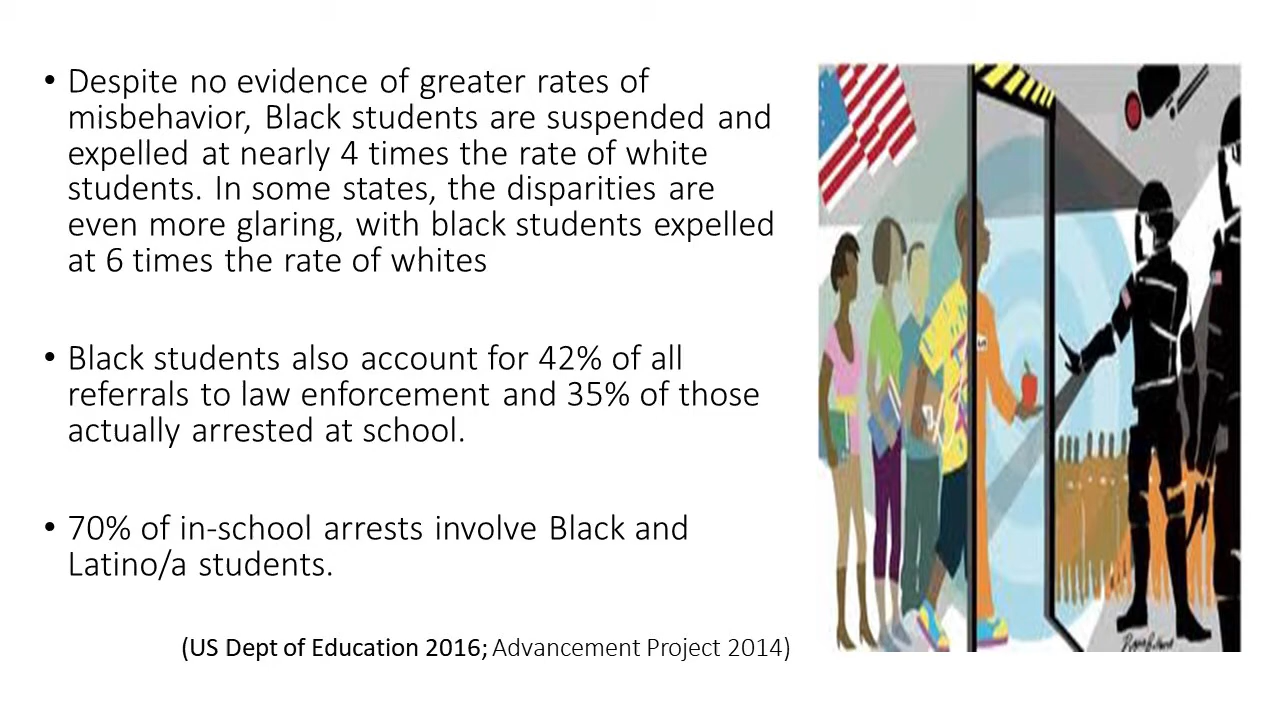 • Despite no evidence of greater rates of
misbehavior, Black students are suspended and
expelled at nearly 4 times the rate of white
students. In some states, the disparities are
even more glaring, with black students expelled
at 6 times the rate of whites
• Black students also account for 42% of all
referrals to law enforcement and 35% of those
actually arrested at school.
• 70% of in-school arrests involve Black and
Latino/a students.
(US Dept of Education 2016; Advancement Project 2014)